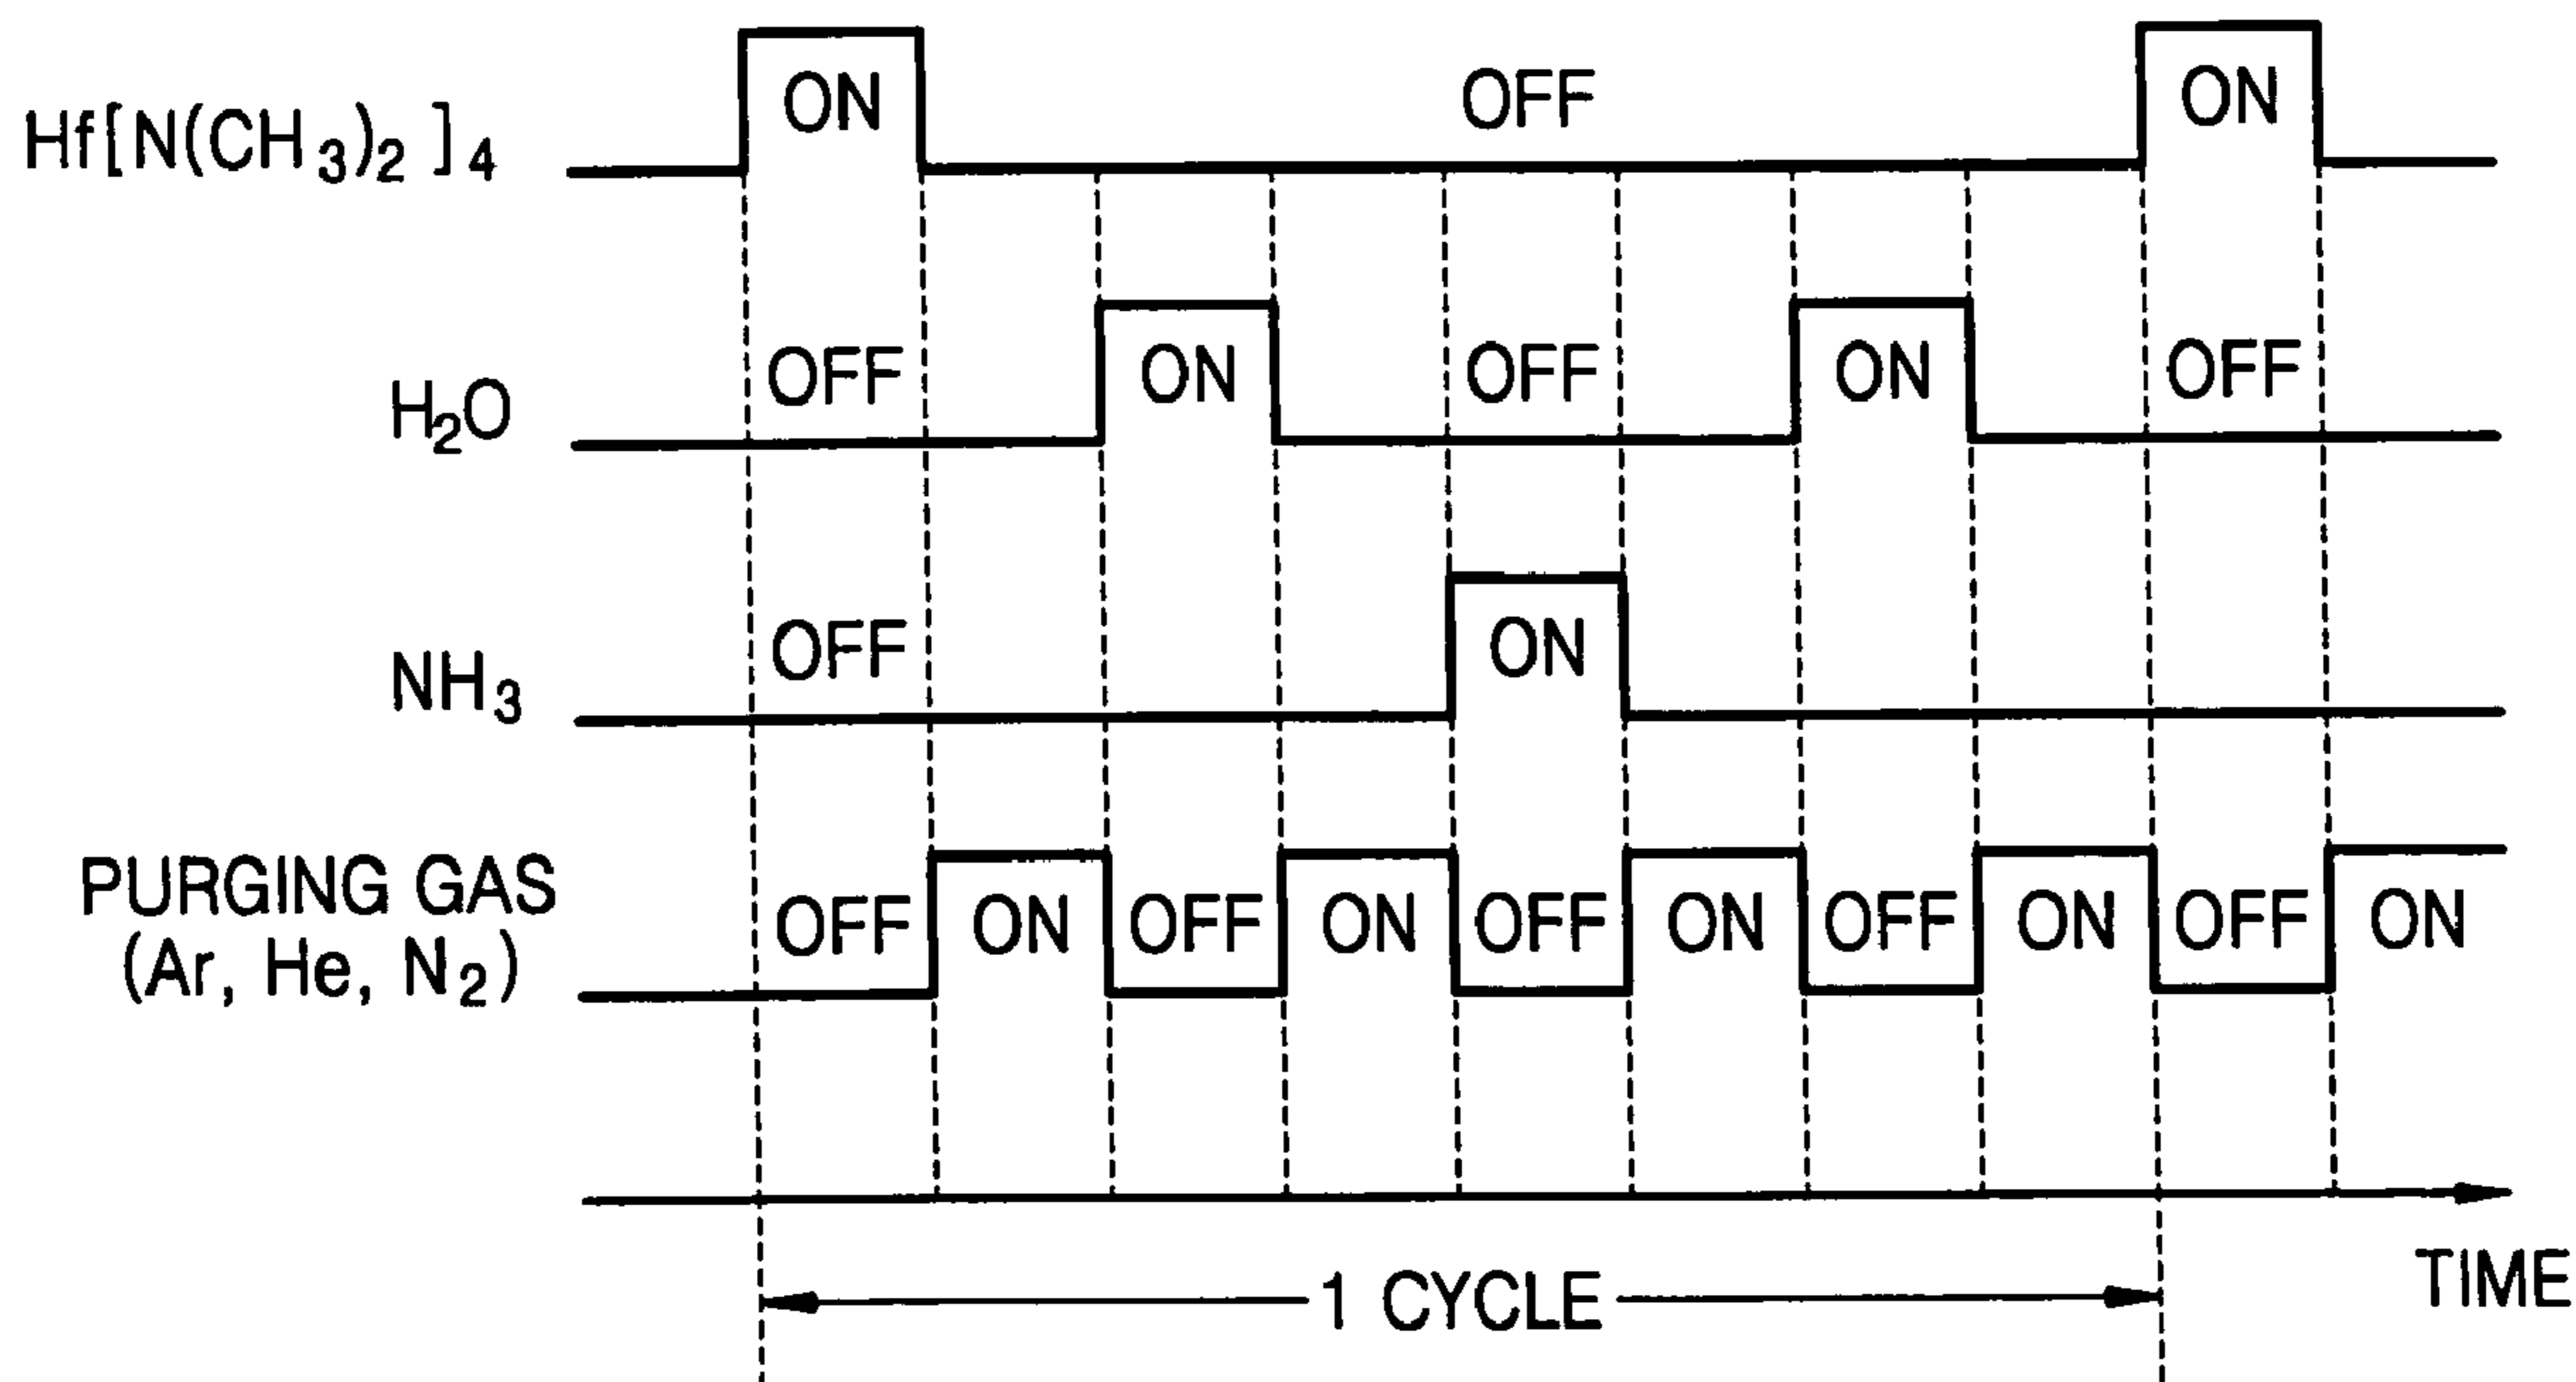 ON OFF ON
Hf[N(CH3)2 ]4
OFF ON OFF ON OFF
H2O
OFF ON
NH3
PURGING GAS
OFF ON OFF ON OFF ON OFF ON OFF ON
(Ar, He, N2)
1 CYCLE
TIME